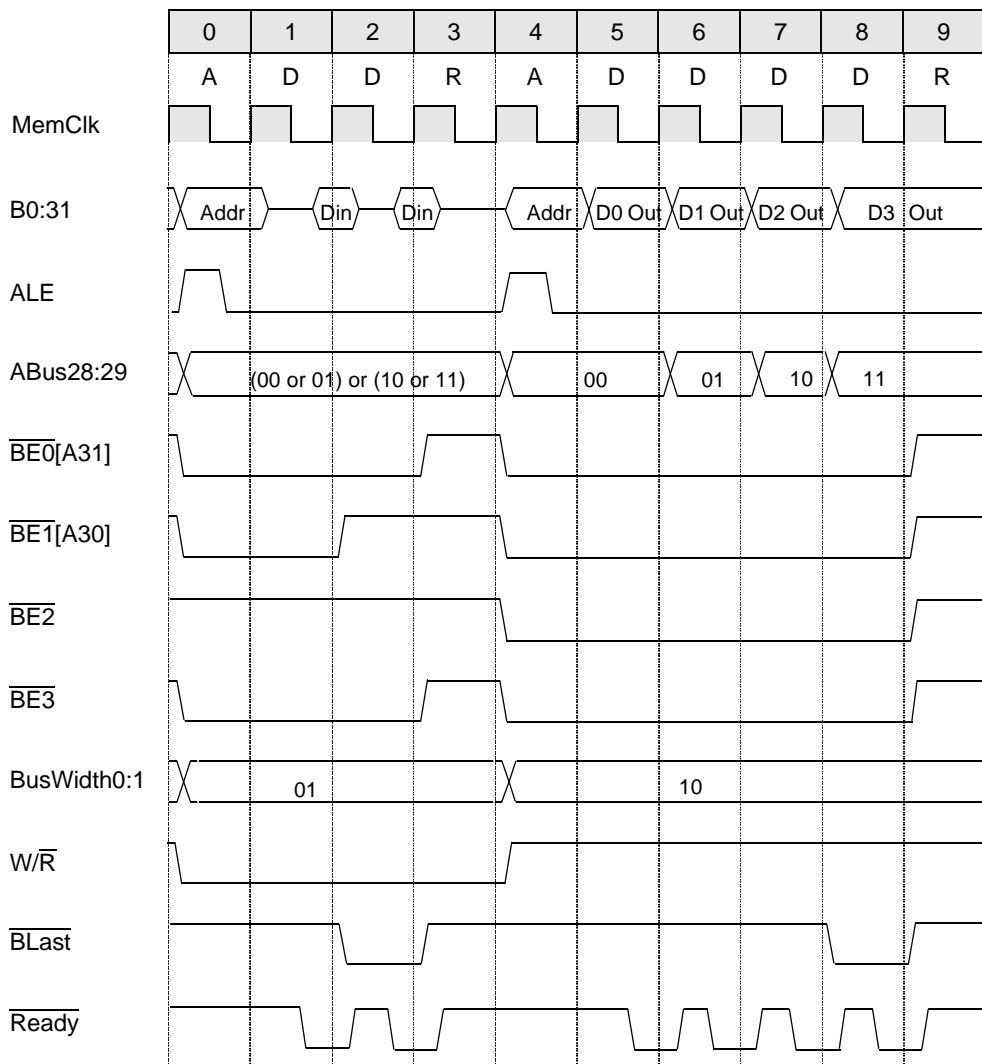 0 1 2 3 4 5 6 7 8 9
A D D R A D D D D R
MemClk
B0:31 Addr Din Din Addr D0 Out D1 Out D2 Out D3 Out
ALE
ABus28:29 (00 or 01) or (10 or 11) 00 01 10 11
BE0[A31]
BE1[A30]
BE2
BE3
BusWidth0:1 01 10
W/R
BLast
Ready